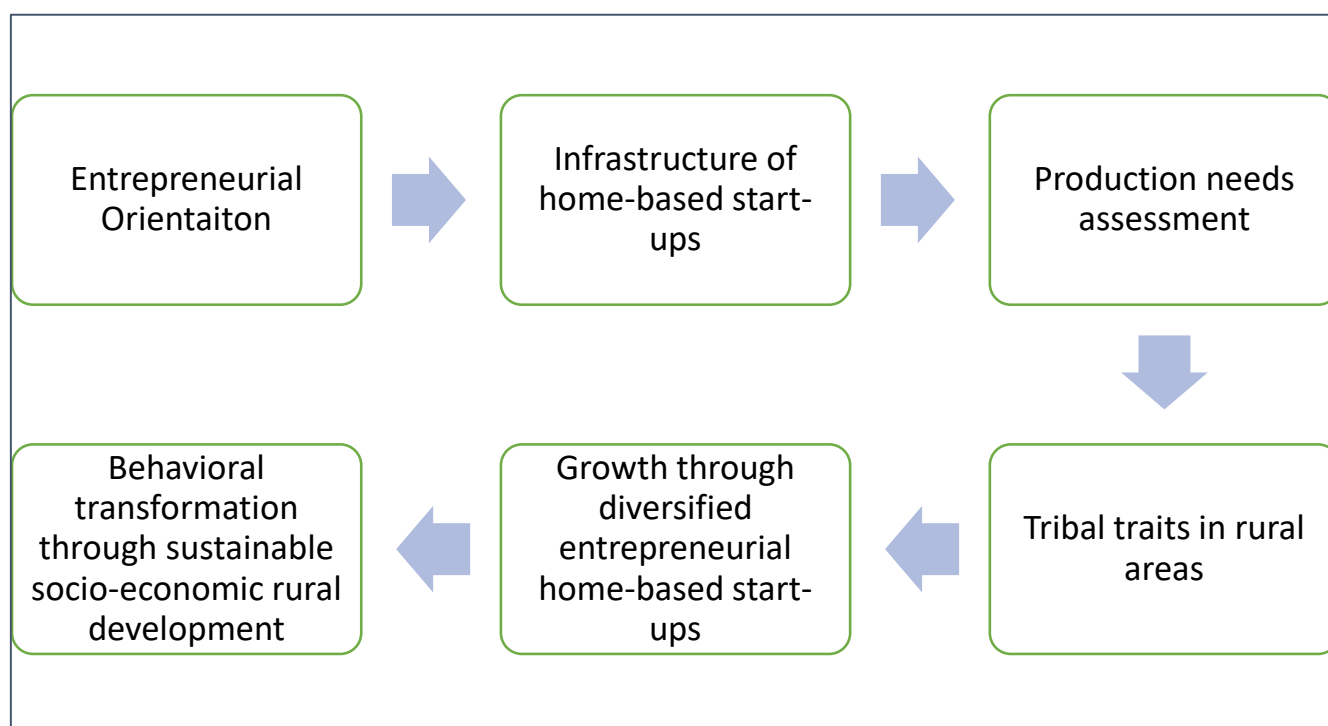 Entrepreneurial
Orientaiton
Infrastructure of
home-based start-
ups
Production needs
assessment
Tribal traits in rural
areas
Growth through
diversified
entrepreneurial
home-based start-
ups
Behavioral
transformation
through sustainable
socio-economic rural
development